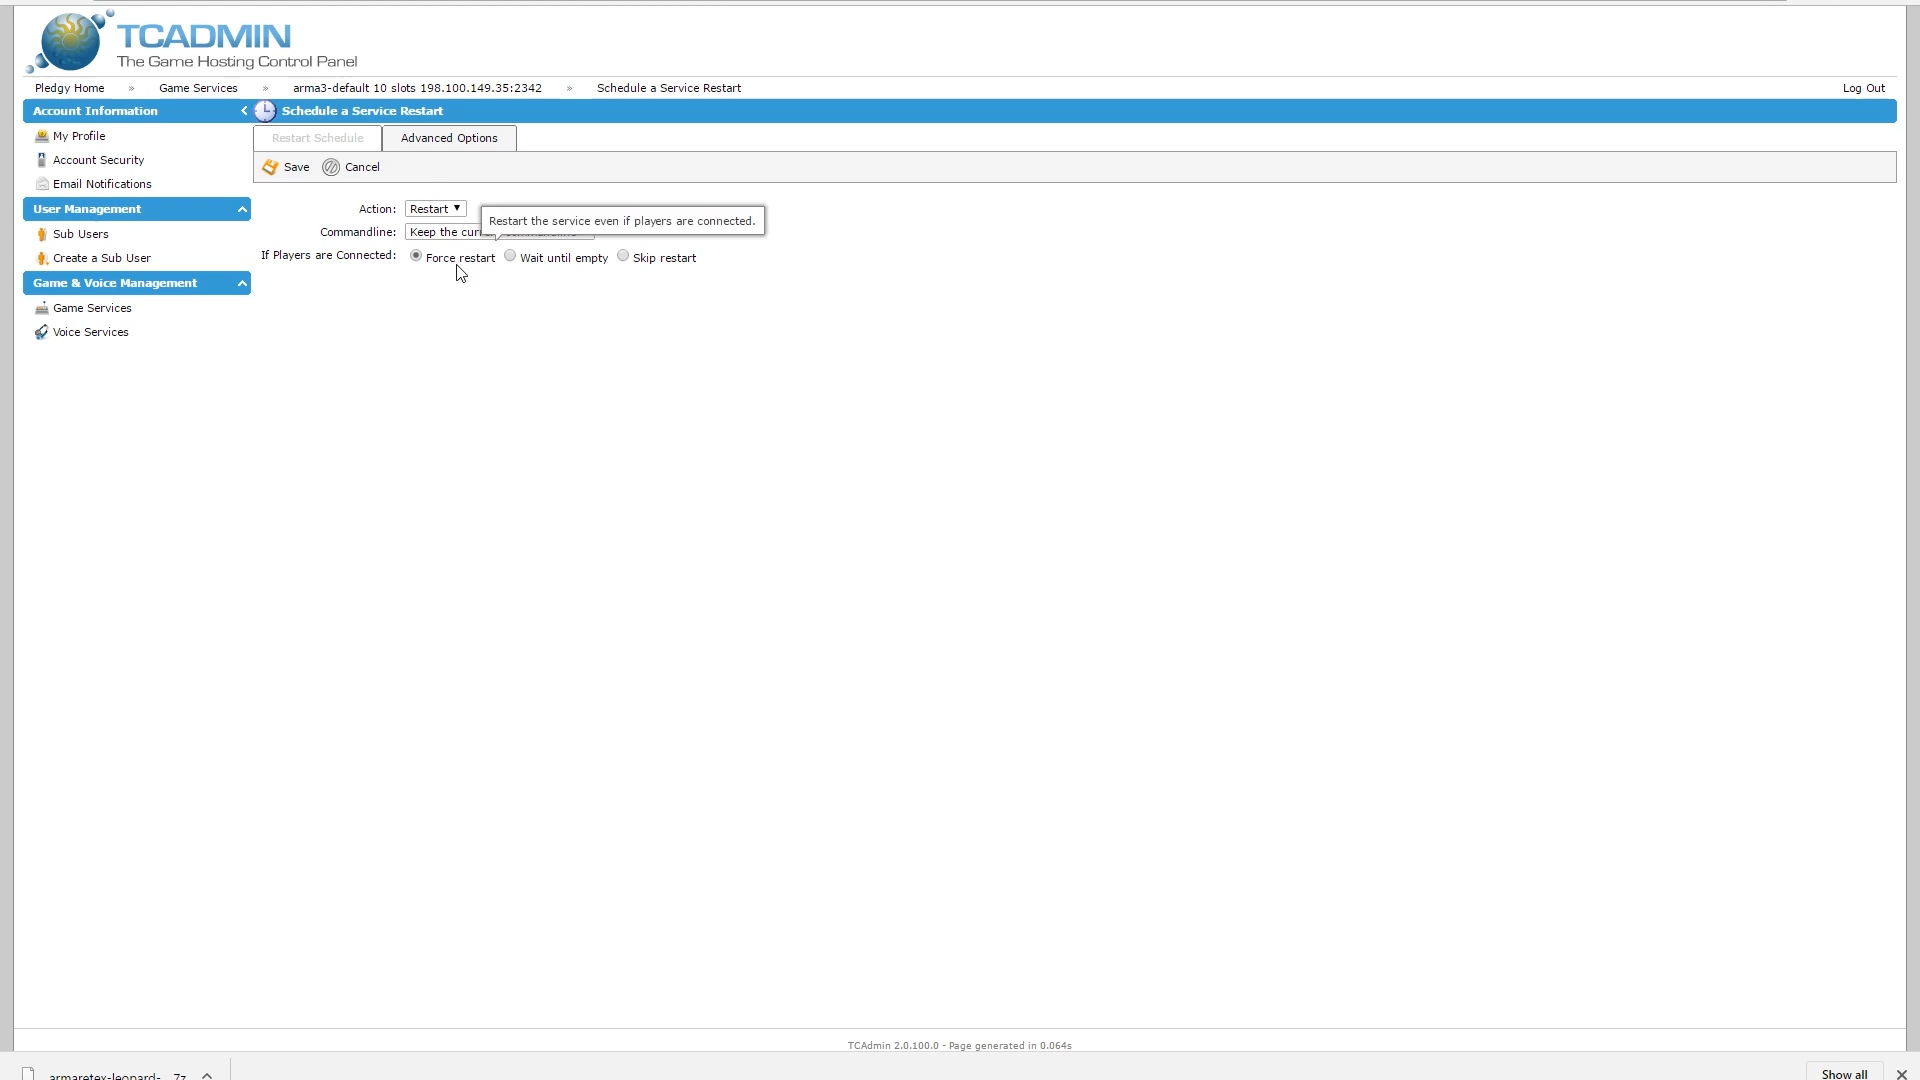 TCADMIN
The Game Hosting Control Panel
Pledgy Home » Game Services » arma3-default 10 slots 198.100.149.35:2342 » Schedule a Service Restart Log Out
Account Information
Schedule a Service Restart
My Profile
Restart Schedule Advanced Options
Account Security
Save Cancel
Email Notifications
User Management
Action: Restart
Restart the service even if players are connected.
Sub Users
Commandline: Keep the
Create a Sub User
If Players are Connected: Force restart Wait until empty Skip restart
Game & Voice Management
Game Services
Voice Services
TCAdmin 2.0.100.0 - Page generated in 0.064s
armaretex-leopard-....7z Show all